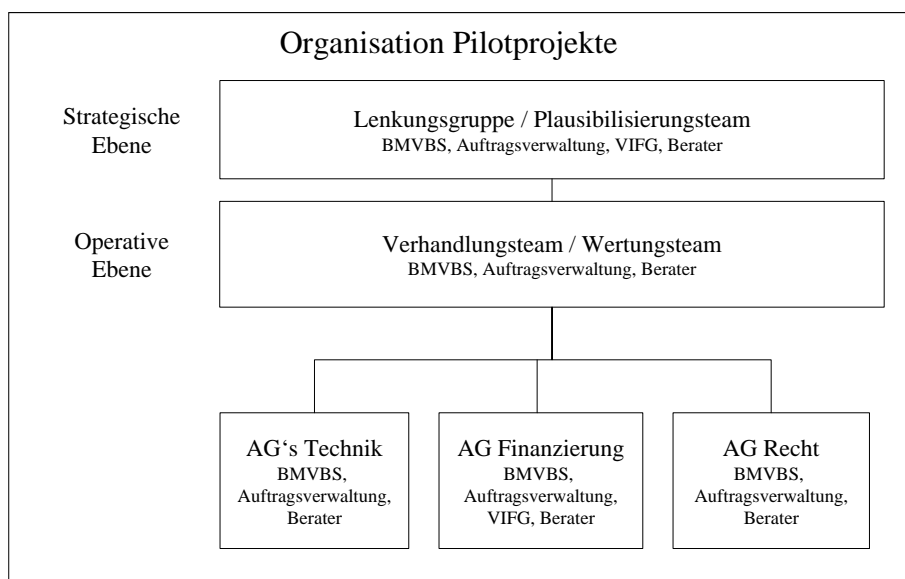 Organisation Pilotprojekte
Strategische
Ebene
Lenkungsgruppe / Plausibilisierungsteam
BMVBS, Auftragsverwaltung, VIFG, Berater
Operative
Ebene
Verhandlungsteam / Wertungsteam
BMVBS, Auftragsverwaltung, Berater
AG‘s Technik
BMVBS,
Auftragsverwaltung,
Berater
AG Finanzierung
BMVBS,
Auftragsverwaltung,
VIFG, Berater
AG Recht
BMVBS,
Auftragsverwaltung,
Berater